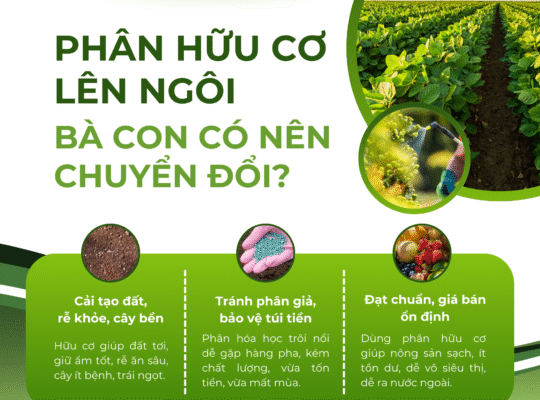 PHÂN HỮU CƠ
LÊN NGÔI
BÀ CON CÓ NÊN
CHUYỂN ĐỔI?
Cải tạo đất,
rễ khỏe, cây bền
Hữu cơ giúp đất tơi,
giữ ẩm tốt, rễ ăn sâu,
cây ít bệnh, trái ngọt.
Tránh phân giả,
bảo vệ túi tiền
Phân hóa học trôi nổi
dễ gặp hàng pha, kém
chất lượng, vừa tốn
tiền, vừa mất mùa.
Đạt chuẩn, giá bán
ổn định
Dùng phân hữu cơ
giúp nông sản sạch, ít
tồn dư, dễ vô siêu thị,
dễ ra nước ngoài.